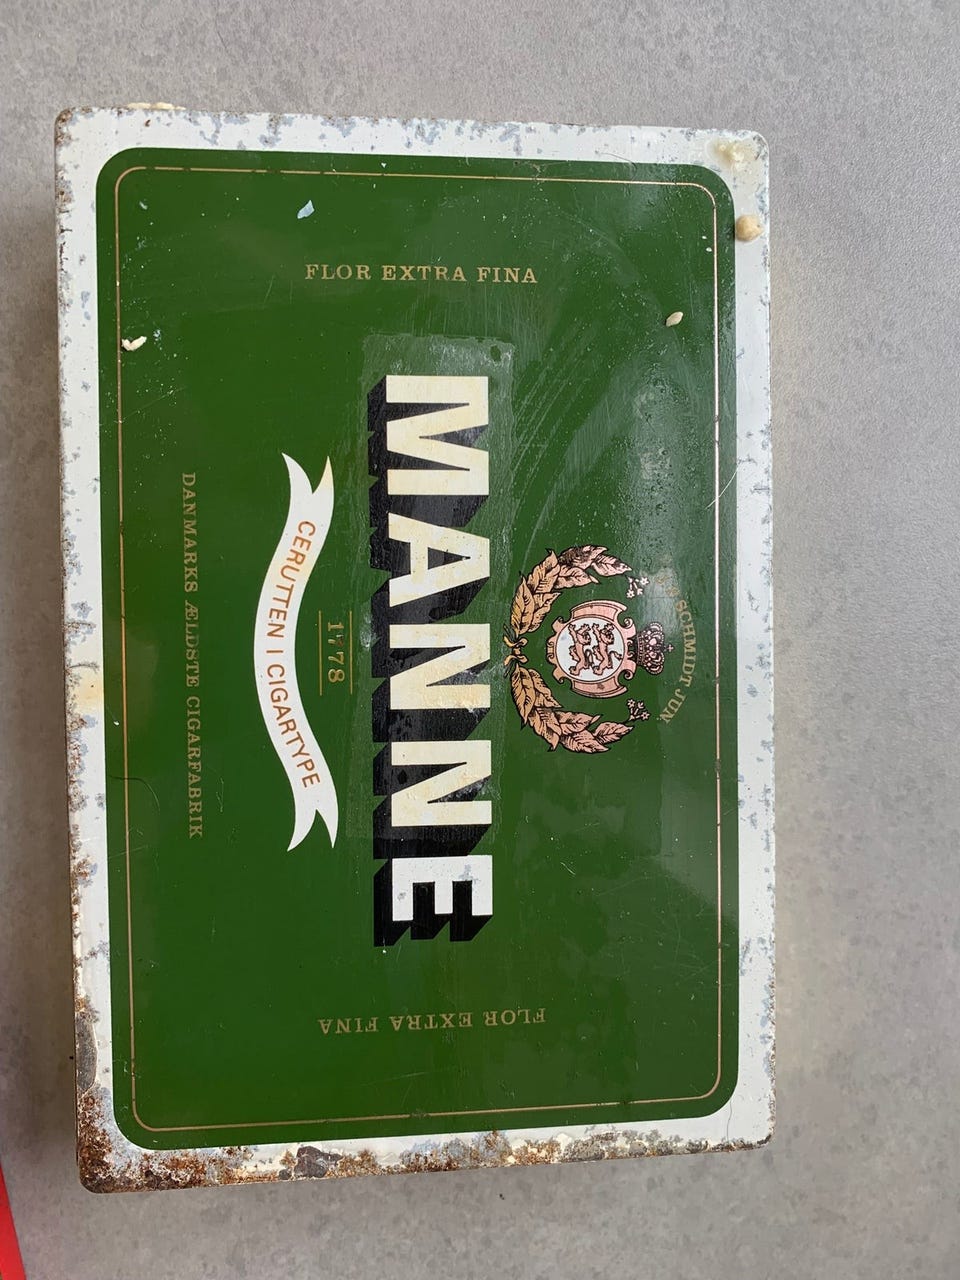 SCHMIDT JUN
MANNE
1778
CERUTTEN I CIGARTYPE
DANMARKS ÆLDSTE CIGARFABRIK
FLOR EXTRA FINA
FLOR EXTRA FINA